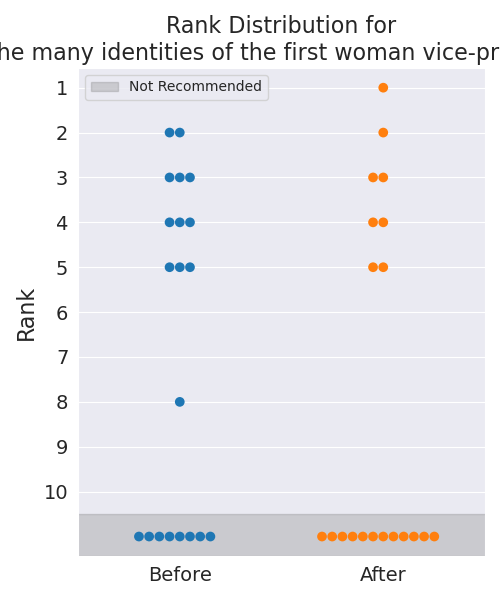 Rank Distribution for
he many identities of the first woman vice-pr
Not Recommended
1
2
3
4
5
6
7
8
9
10
Rank
Before After